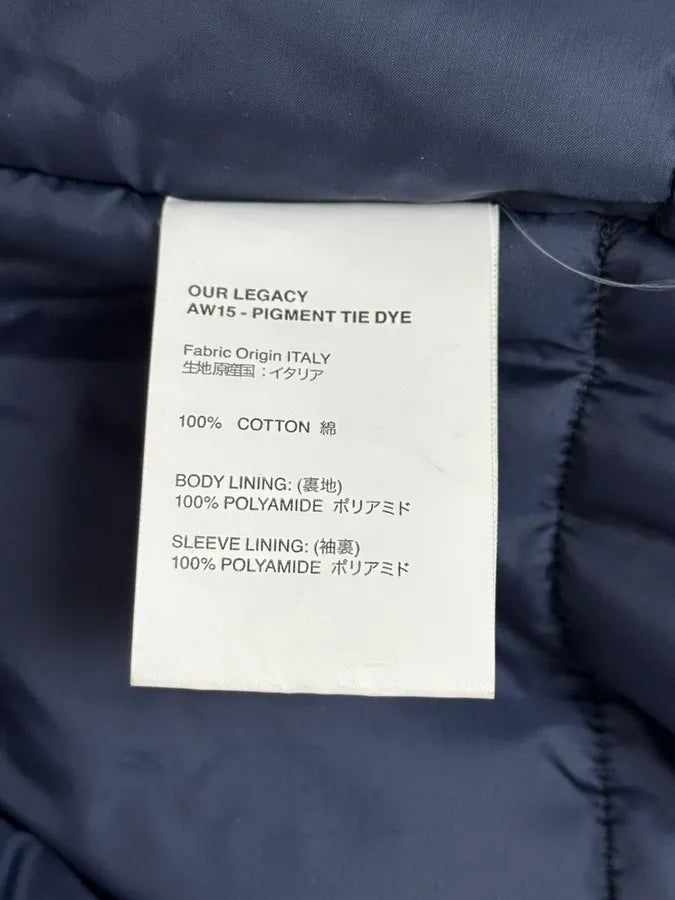 OUR LEGACY
AW15 - PIGMENT TIE DYE
Fabric Origin ITALY
生地原産国 : イタリア
100% COTTON 綿
BODY LINING: (裏地)
100% POLYAMIDE ポリアミド
SLEEVE LINING: (袖裏)
100% POLYAMIDE ポリアミド